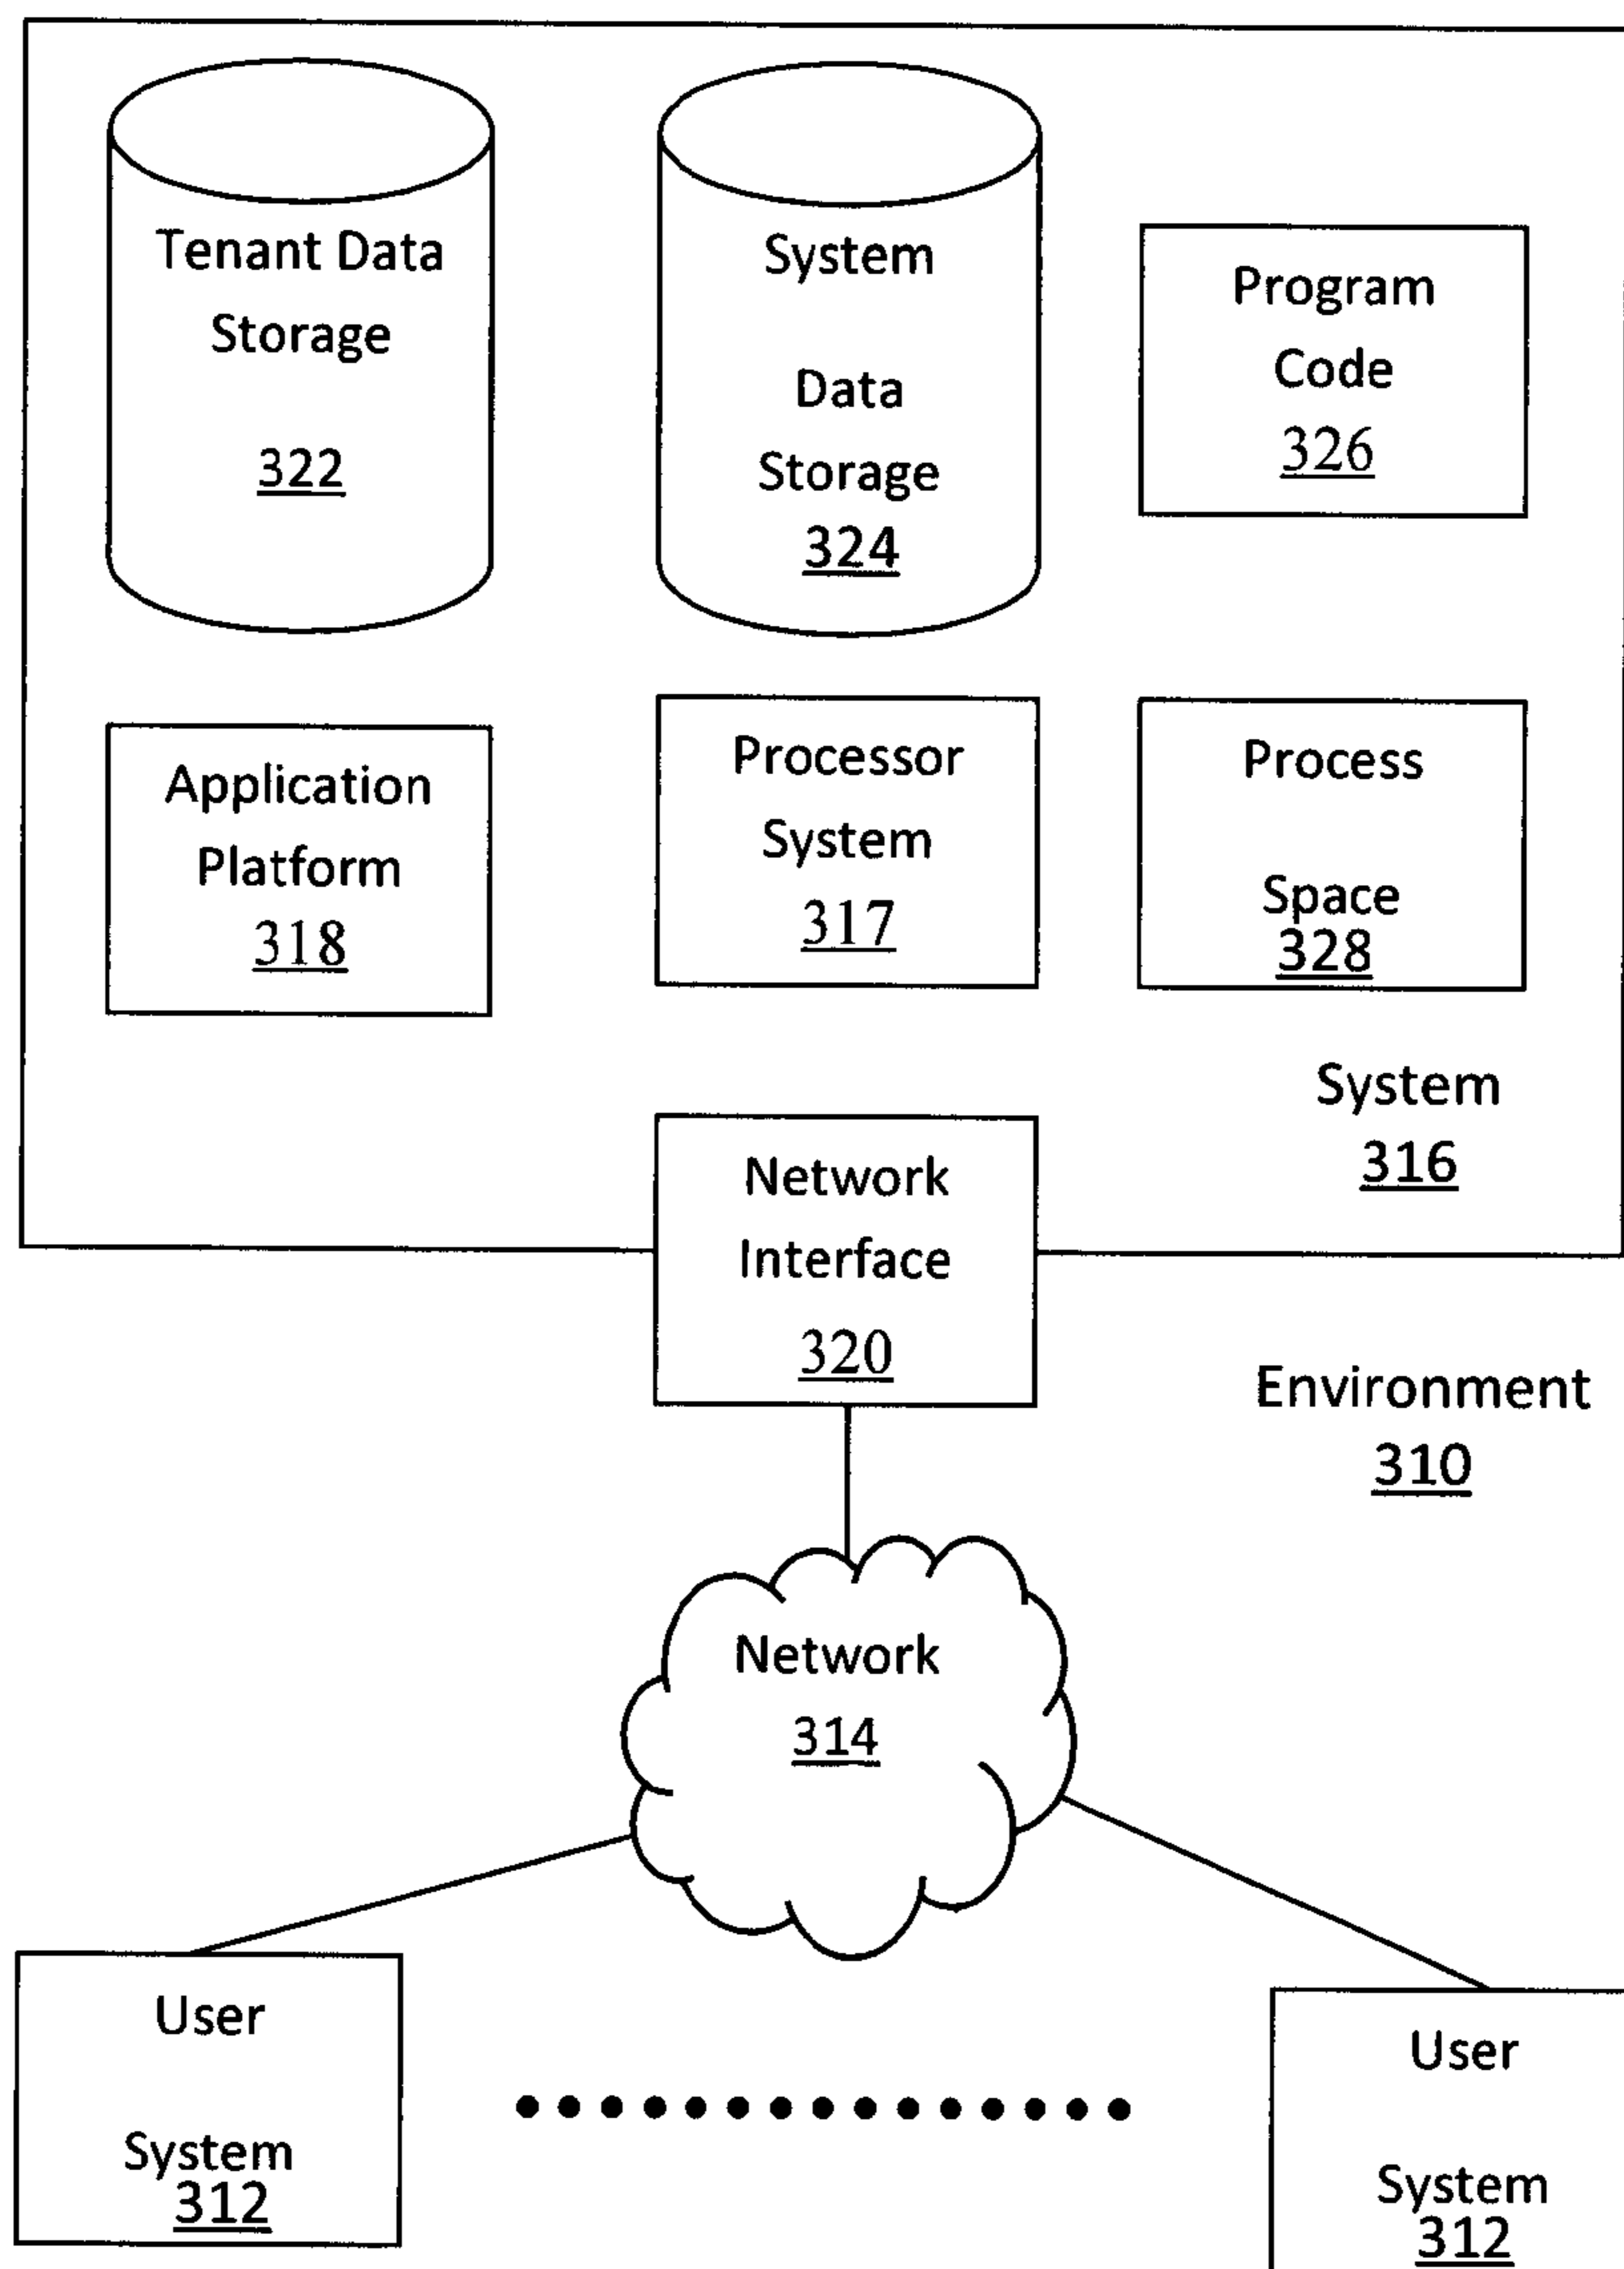 Tenant Data
Storage
322
System
Data
Storage
324
Program
Code
326
Application
Platform
318
Processor
System
317
Process
Space
328
System
316
Network
Interface
320
Environment
310
Network
314
User
System
312
User
System
312